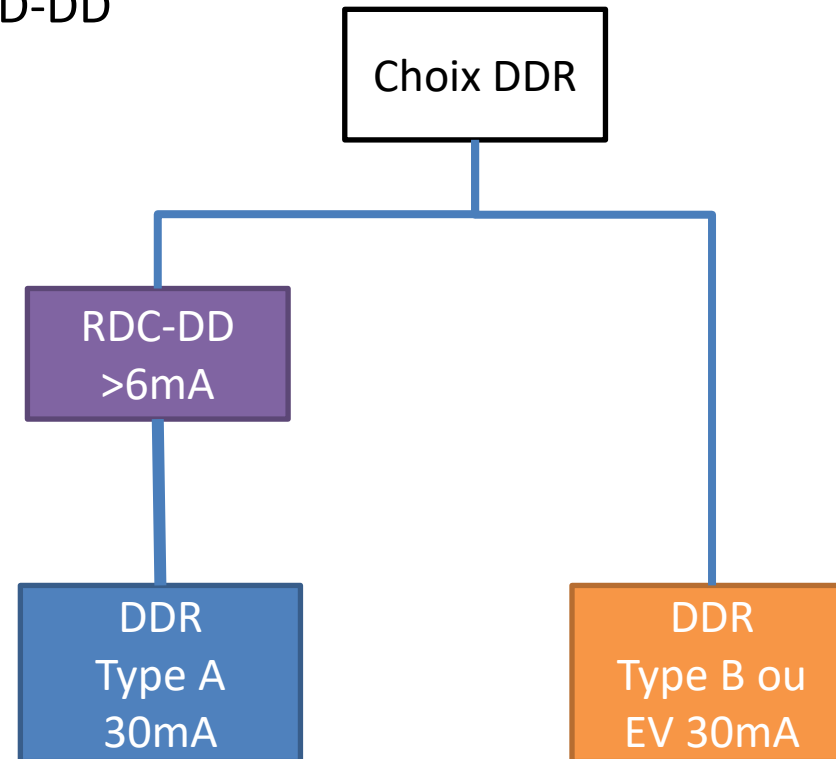 D-DD
Choix DDR
RDC-DD
>6mA
DDR
Type A
30mA
DDR
Type B ou
EV 30mA